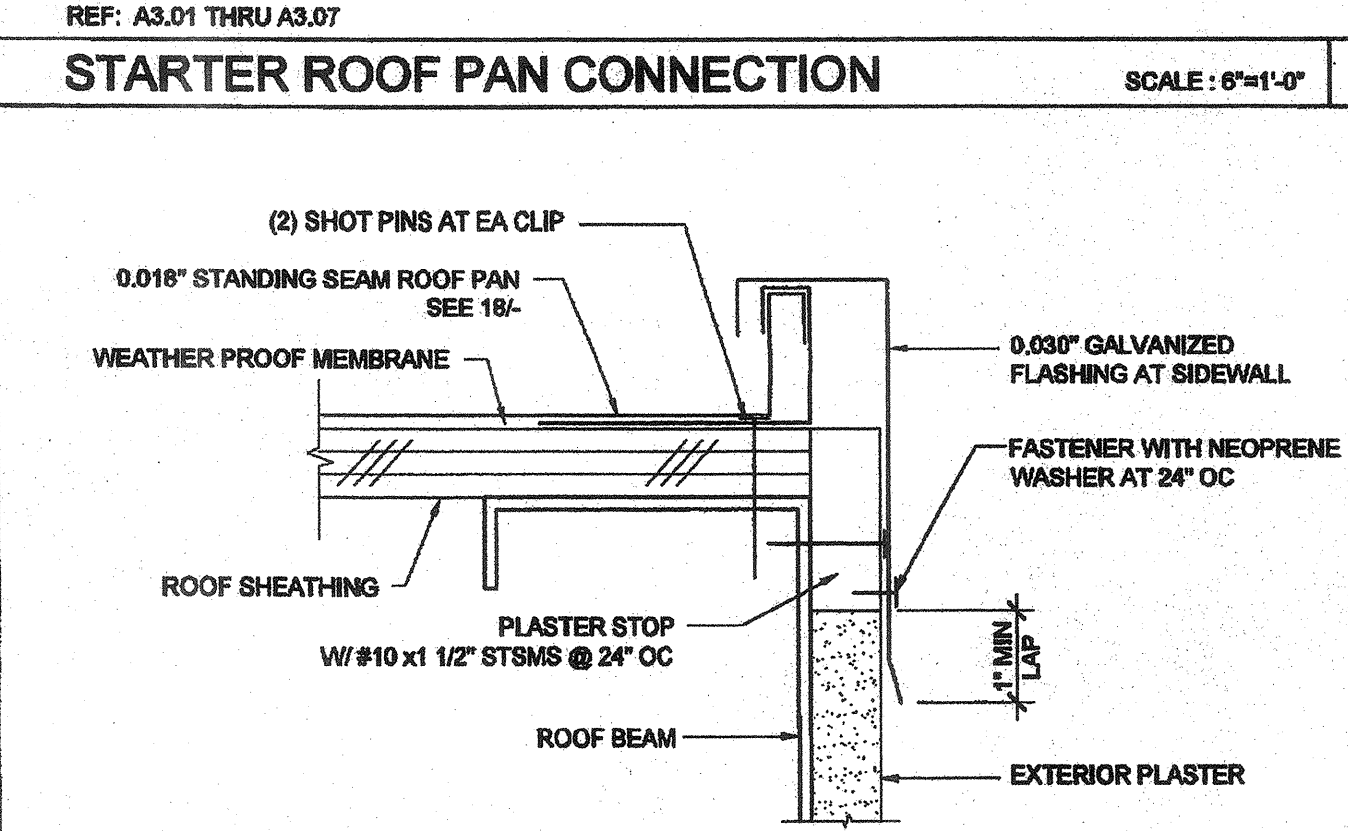 REF: A3.01 THRU A3.07
STARTER ROOF PAN CONNECTION
SCALE : 6"=1'-0"
(2) SHOT PINS AT EA CLIP
0.018" STANDING SEAM ROOF PAN
SEE 18/-
WEATHER PROOF MEMBRANE
0.030" GALVANIZED
FLASHING AT SIDEWALL
FASTENER WITH NEOPRENE
WASHER AT 24" OC
ROOF SHEATHING
PLASTER STOP
W/ #10 x1 1/2" STSMS @ 24" OC
1" MIN
LAP
ROOF BEAM
EXTERIOR PLASTER